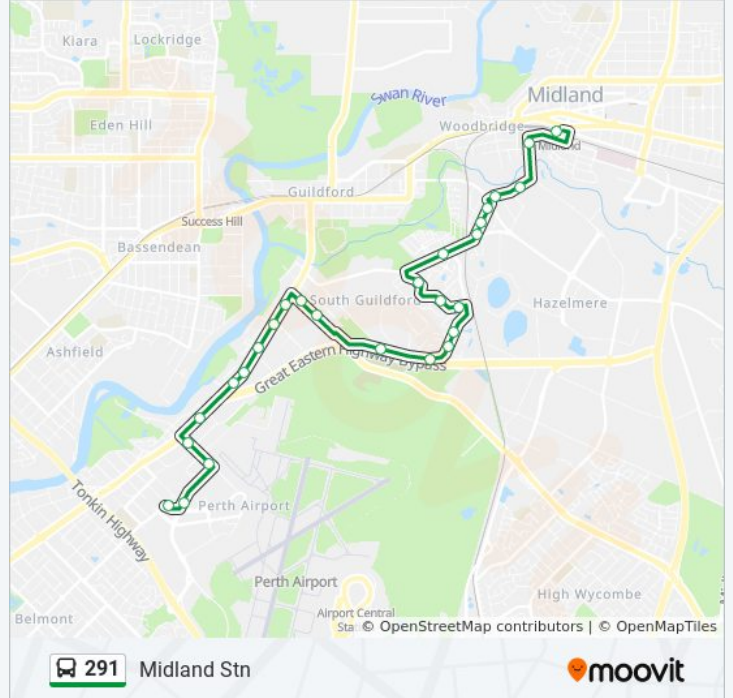 Kiara
Lockridge
Swan River
Midland
Eden Hill
Woodbridge
Midland
Guildford
Success Hill
Bassendean
South Guildford
Hazelmere
Ashfield
Great Eastern Highway Bypass
Tonkin Highway
Perth Airport
Perth Airport
High Wycombe
Belmont
Airport Central
Sta
© OpenStreetMap contributors | © OpenMapTiles
291 Midland Stn
moovit